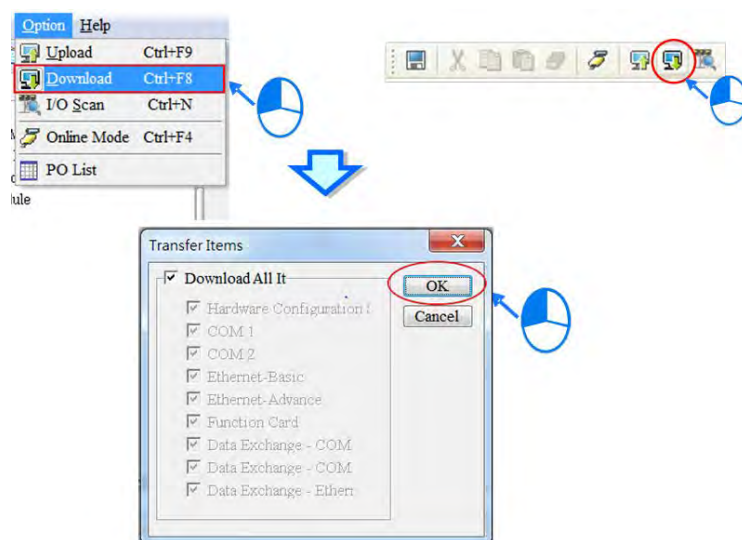 Option Help
Upload Ctrl+F9
Download Ctrl+F8
I/O Scan Ctrl+N
Online Mode Ctrl+F4
PO List
ule
Transfer Items
Download All It
OK
Hardware Configuration
Cancel
COM 1
COM 2
Ethernet-Basic
Ethernet-Advance
Function Card
Data Exchange - COM
Data Exchange - COM
Data Exchange - Ether